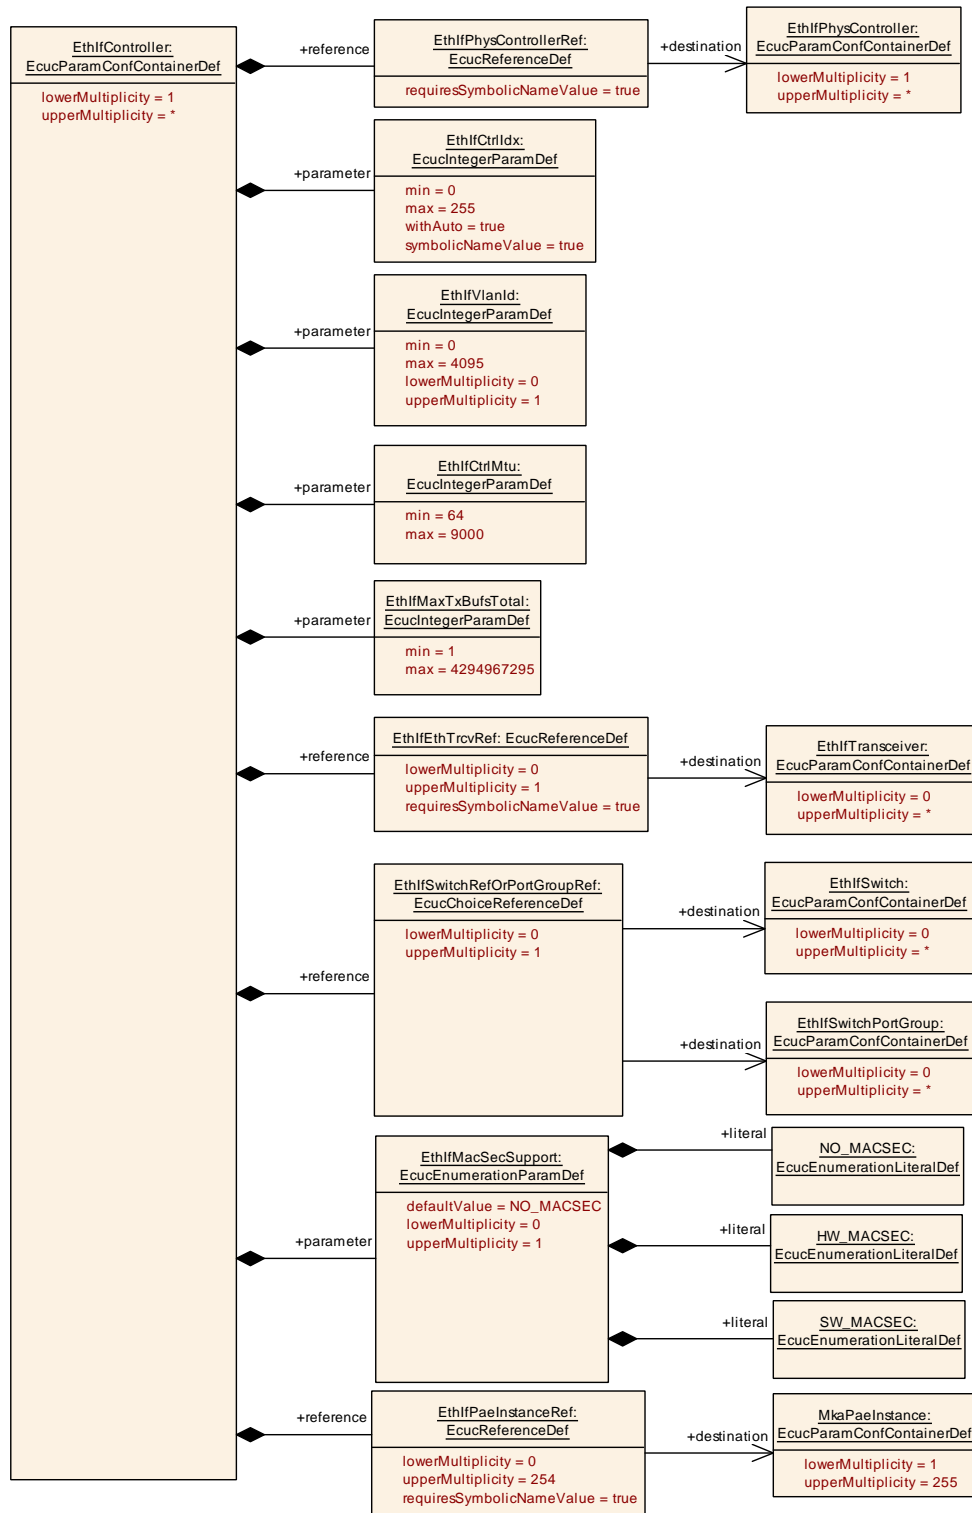 EthIfController:
EcucParamConfContainerDef
lowerMultiplicity = 1
upperMultiplicity = *
+reference
EthIfPhysControllerRef:
EcucReferenceDef
requiresSymbolicNameValue = true
+destination
EthIfPhysController:
EcucParamConfContainerDef
lowerMultiplicity = 1
upperMultiplicity = *
+parameter
EthIfCtrlIdx:
EcucIntegerParamDef
min = 0
max = 255
withAuto = true
symbolicNameValue = true
+parameter
EthIfVlanId:
EcucIntegerParamDef
min = 0
max = 4095
lowerMultiplicity = 0
upperMultiplicity = 1
+parameter
EthIfCtrlMtu:
EcucIntegerParamDef
min = 64
max = 9000
+parameter
EthIfMaxTxBufsTotal:
EcucIntegerParamDef
min = 1
max = 4294967295
+reference
EthIfEthTrcvRef: EcucReferenceDef
lowerMultiplicity = 0
upperMultiplicity = 1
requiresSymbolicNameValue = true
+destination
EthIfTransceiver:
EcucParamConfContainerDef
lowerMultiplicity = 0
upperMultiplicity = *
+reference
EthIfSwitchRefOrPortGroupRef:
EcucChoiceReferenceDef
lowerMultiplicity = 0
upperMultiplicity = 1
+destination
EthIfSwitch:
EcucParamConfContainerDef
lowerMultiplicity = 0
upperMultiplicity = *
+destination
EthIfSwitchPortGroup:
EcucParamConfContainerDef
lowerMultiplicity = 0
upperMultiplicity = *
+parameter
EthIfMacSecSupport:
EcucEnumerationParamDef
defaultValue = NO_MACSEC
lowerMultiplicity = 0
upperMultiplicity = 1
+literal
NO_MACSEC:
EcucEnumerationLiteralDef
+literal
HW_MACSEC:
EcucEnumerationLiteralDef
+literal
SW_MACSEC:
EcucEnumerationLiteralDef
+reference
EthIfPaeInstanceRef:
EcucReferenceDef
lowerMultiplicity = 0
upperMultiplicity = 254
requiresSymbolicNameValue = true
+destination
MkaPaeInstance:
EcucParamConfContainerDef
lowerMultiplicity = 1
upperMultiplicity = 255